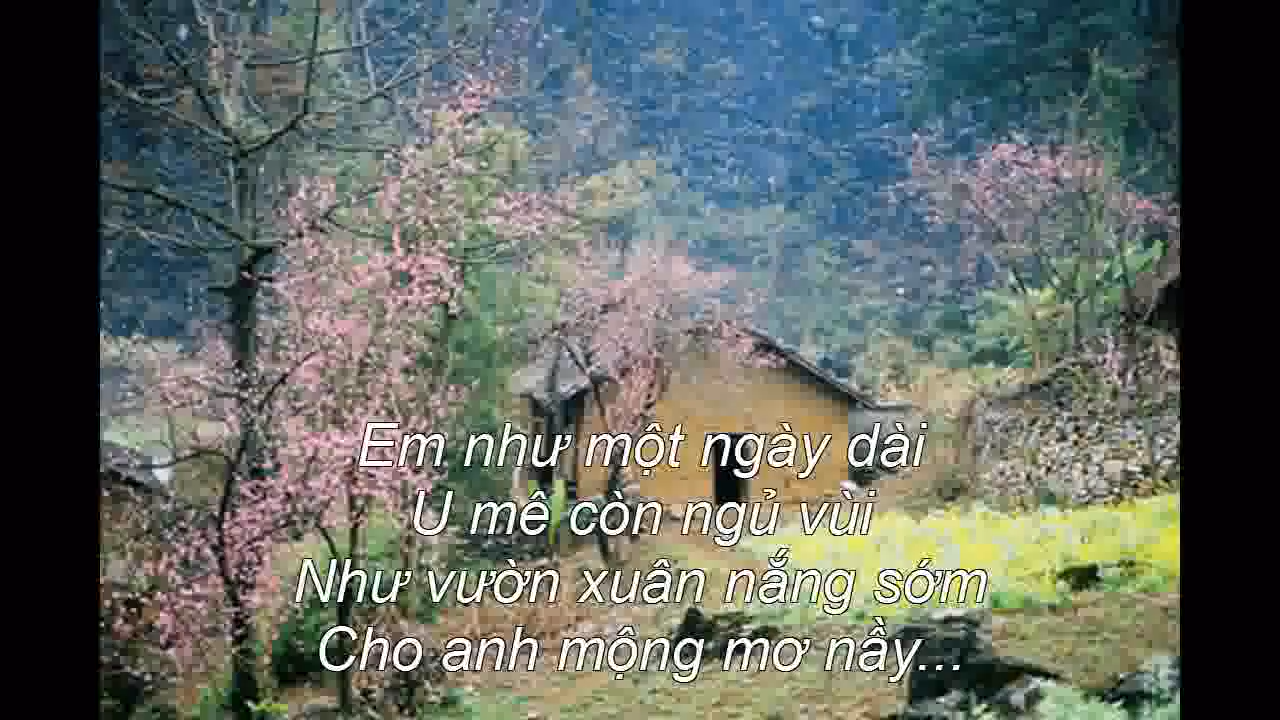 Em như một ngày dài
U mê còn ngủ vùi
Như vườn xuân nắng sớm
Cho anh mộng mơ nầy...